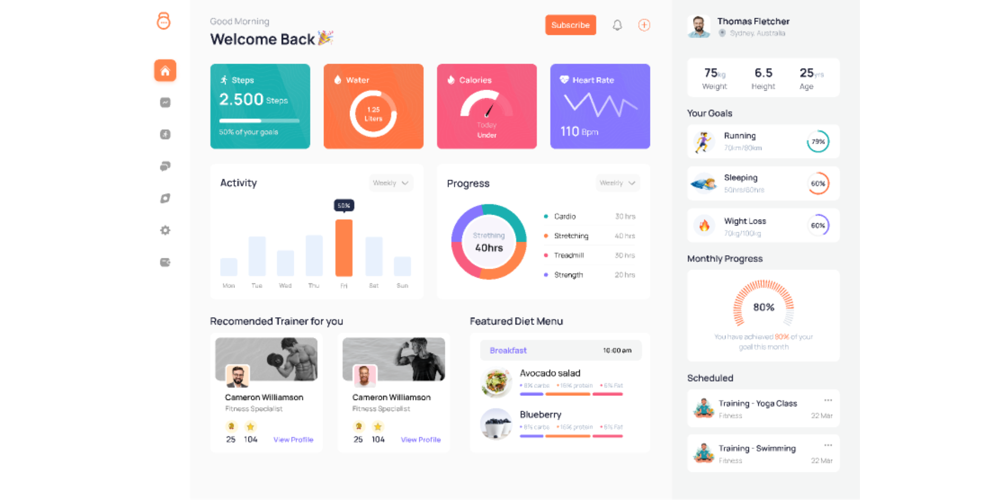 Good Morning
Welcome Back
Subscribe
Steps
2.500 Steps
50% of your goals
Water
1.25
Liters
Calories
Today
Under
Heart Rate
110 Bpm
Activity
Weekly
50%
Mon Tue Wed Thu Fri Sat Sun
Progress
Weekly
Strething
40hrs
Cardio 30 hrs
Stretching 40 hrs
Treadmill 30 hrs
Strength 20 hrs
Recomended Trainer for you
Cameron Williamson
Fitness Specialist
25 104 View Profile
Cameron Williamson
Fitness Specialist
25 104 View Profile
Featured Diet Menu
Breakfast 10:00 am
Avocado salad
8% carbs 16% protein 6% Fat
Blueberry
8% carbs 16% protein 6% Fat
Thomas Fletcher
Sydney, Australia
75kg 6.5 25yrs
Weight Height Age
Your Goals
Running
70km/80km
79%
Sleeping
50hrs/60hrs
60%
Wight Loss
70kg/100kg
60%
Monthly Progress
80%
You have achieved 80% of your
goal this month
Scheduled
Training - Yoga Class
Fitness 22 Mar
Training - Swimming
Fitness 22 Mar